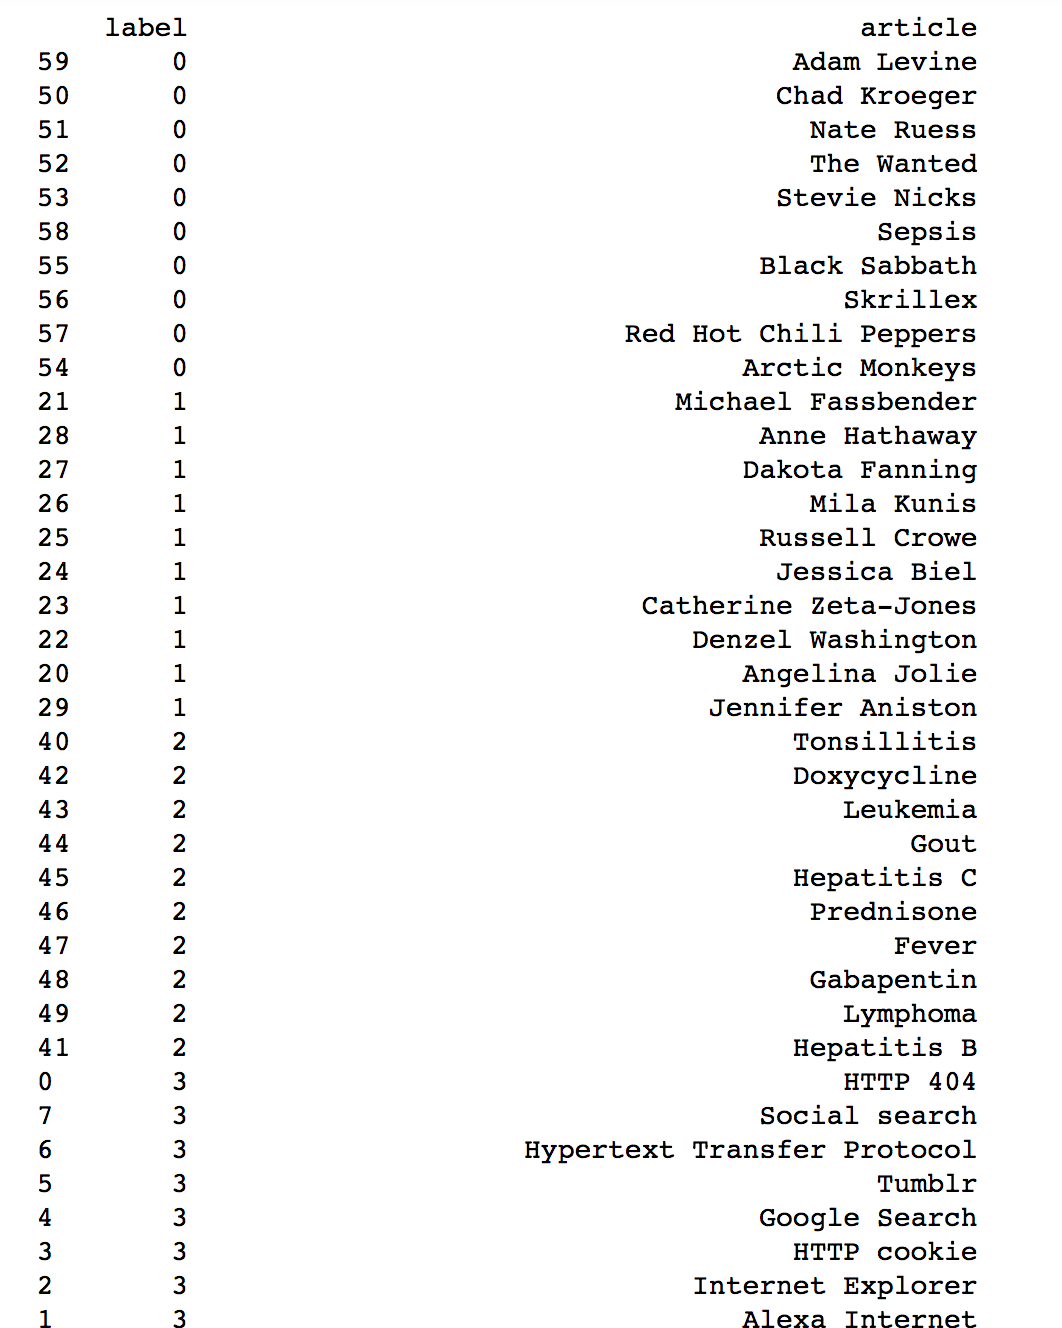 label article
59 0 Adam Levine
50 0 Chad Kroeger
51 0 Nate Ruess
52 0 The Wanted
53 0 Stevie Nicks
58 0 Sepsis
55 0 Black Sabbath
56 0 Skrillex
57 0 Red Hot Chili Peppers
54 0 Arctic Monkeys
21 1 Michael Fassbender
28 1 Anne Hathaway
27 1 Dakota Fanning
26 1 Mila Kunis
25 1 Russell Crowe
24 1 Jessica Biel
23 1 Catherine Zeta-Jones
22 1 Denzel Washington
20 1 Angelina Jolie
29 1 Jennifer Aniston
40 2 Tonsillitis
42 2 Doxycycline
43 2 Leukemia
44 2 Gout
45 2 Hepatitis C
46 2 Prednisone
47 2 Fever
48 2 Gabapentin
49 2 Lymphoma
41 2 Hepatitis B
0 3 HTTP 404
7 3 Social search
6 3 Hypertext Transfer Protocol
5 3 Tumblr
4 3 Google Search
3 3 HTTP cookie
2 3 Internet Explorer
1 3 Alexa Internet